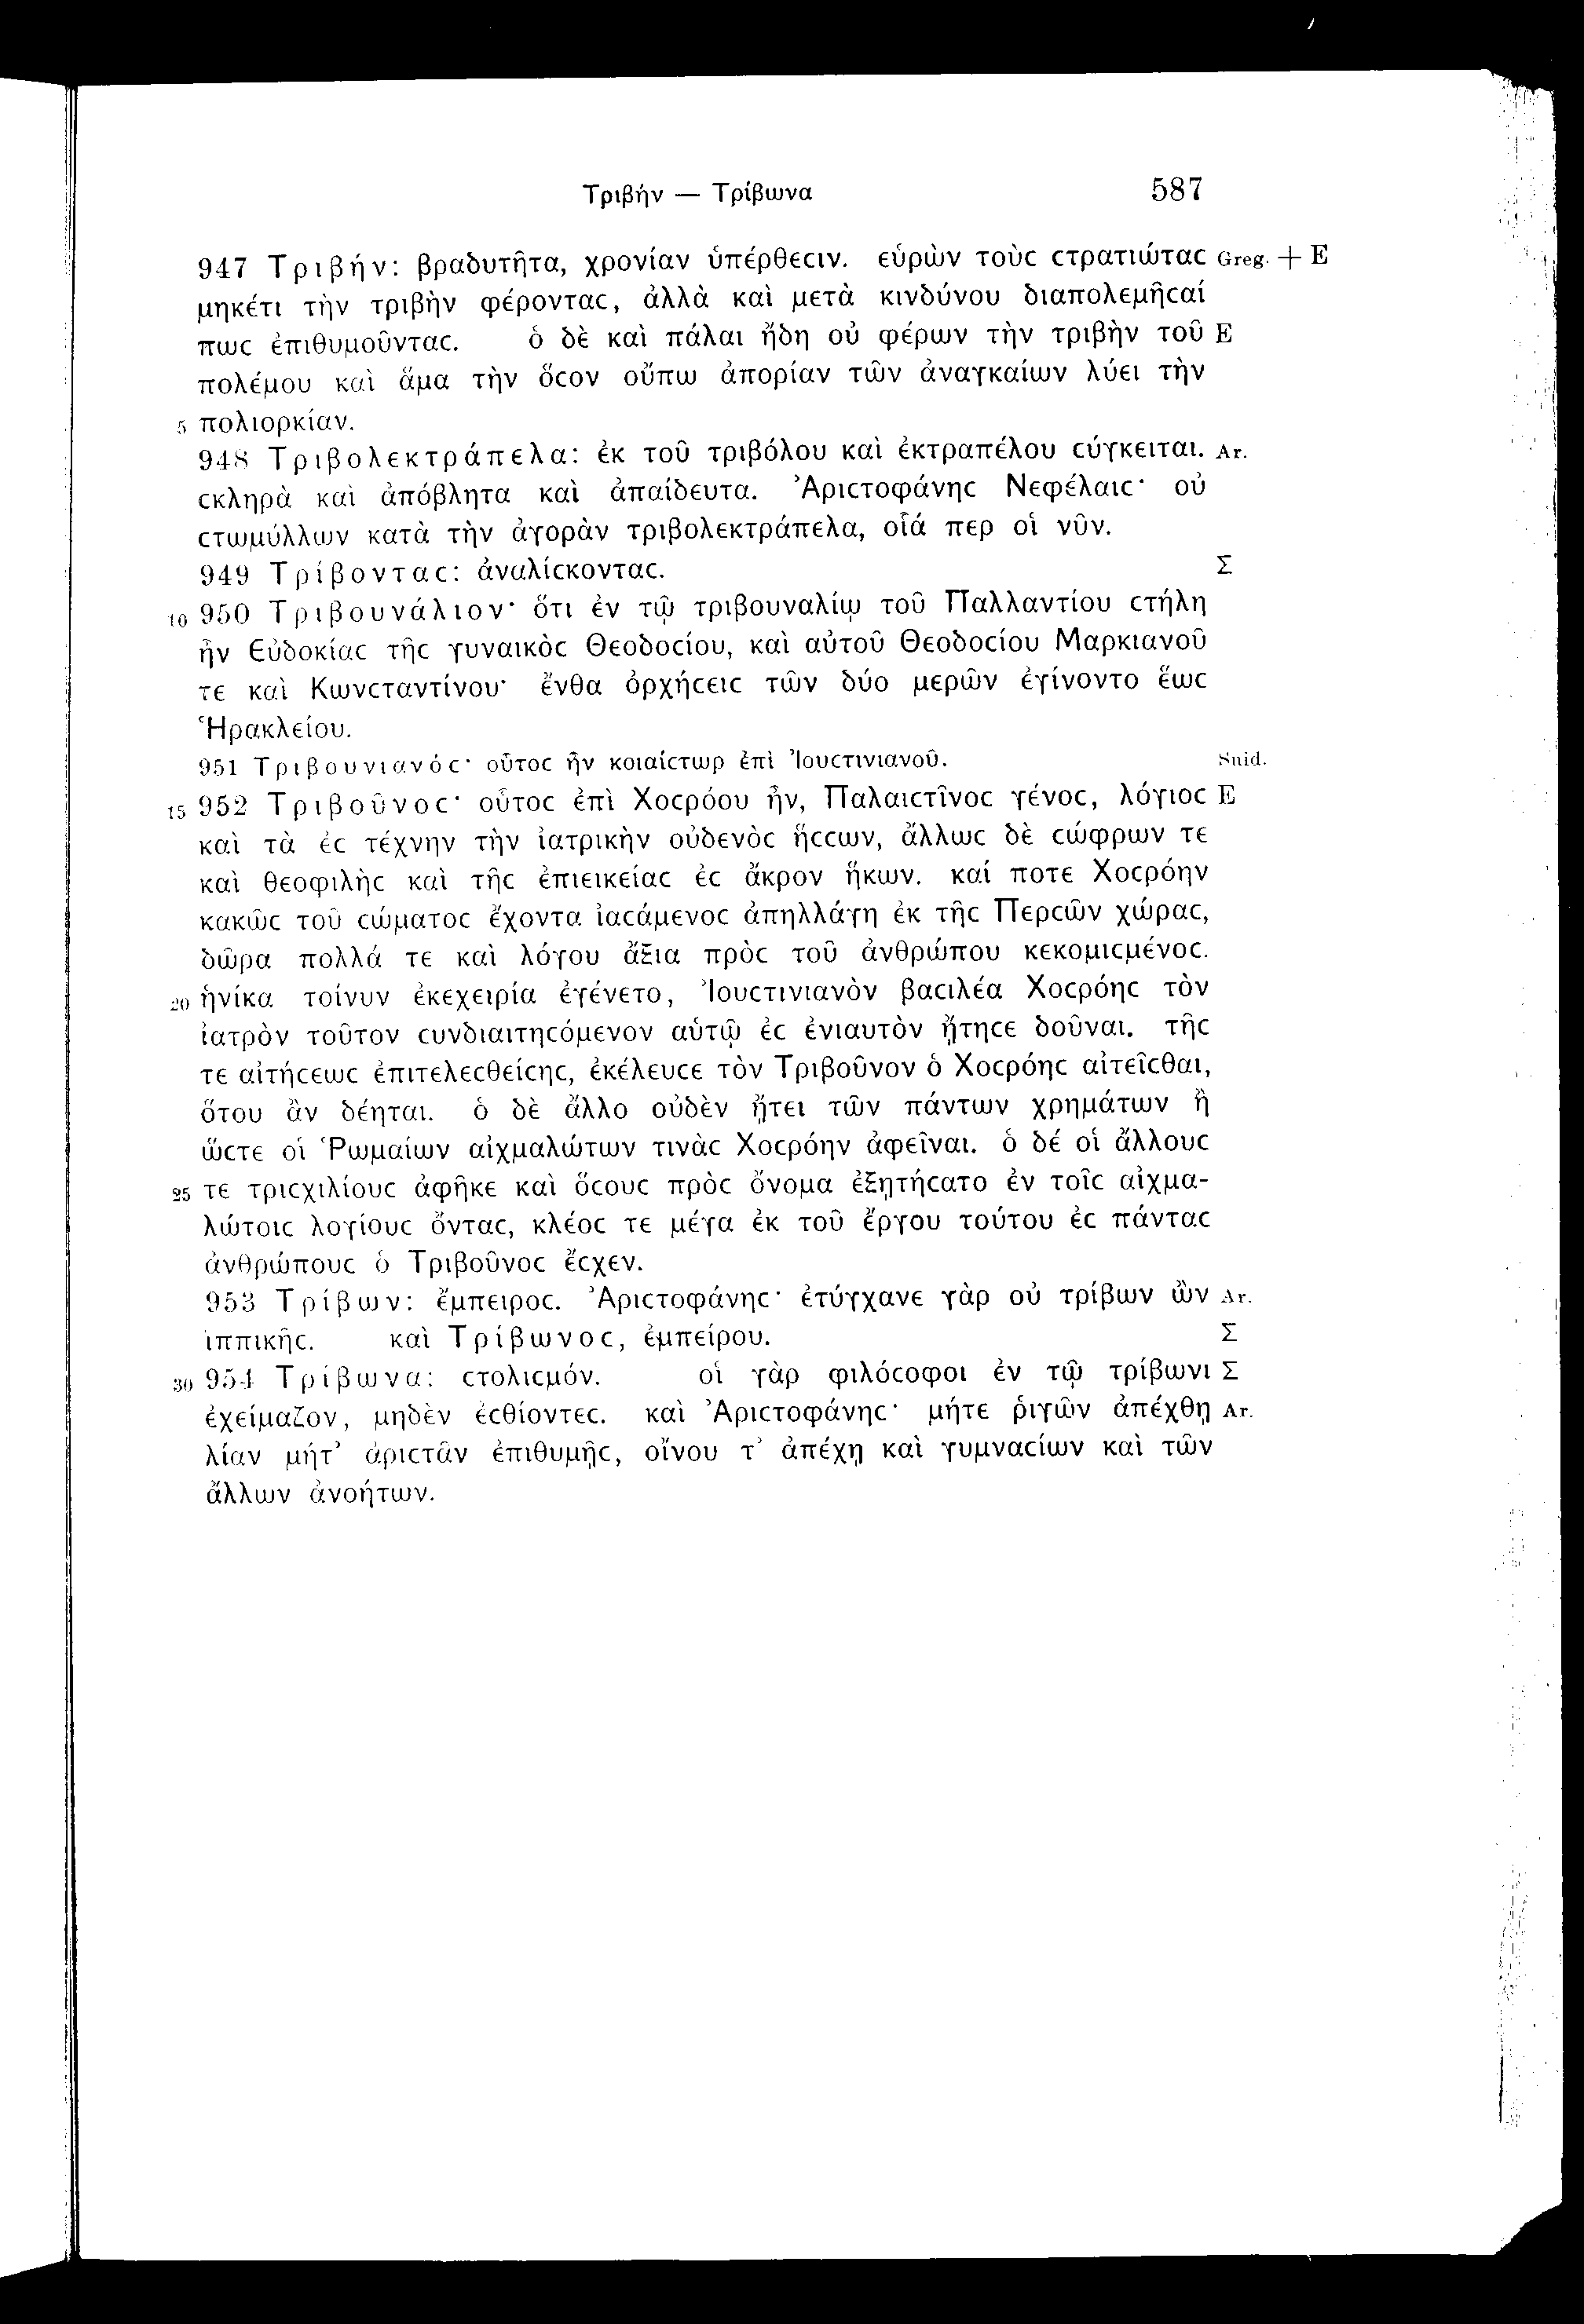 Τριβήν — Τρίβωνα 587
947 Τριβήν: βραδυτῆτα, χρονίαν ὑπέρθεϲιν. εὑρὼν τοὺϲ ϲτρατιώταϲ Greg. + E
μηκέτι τὴν τριβὴν φέρονταϲ, ἀλλὰ καὶ μετὰ κινδύνου διαπολεμῆϲαί
πωϲ ἐπιθυμοῦνταϲ. ὁ δὲ καὶ πάλαι ἤδη οὐ φέρων τὴν τριβὴν τοῦ E
πολέμου καὶ ἅμα τὴν ὅϲον οὔπω ἀπορίαν τῶν ἀναγκαίων λύει τὴν
5 πολιορκίαν.
948 Τριβολεκτράπελα: ἐκ τοῦ τριβόλου καὶ ἐκτραπέλου ϲύγκειται. Ar.
ϲκληρὰ καὶ ἀπόβλητα καὶ ἀπαίδευτα. Ἀριϲτοφάνηϲ Νεφέλαιϲ· οὐ
ϲτωμύλλων κατὰ τὴν ἀγορὰν τριβολεκτράπελα, οἷά περ οἱ νῦν.
949 Τρίβονταϲ: ἀναλίϲκονταϲ. Σ
10 950 Τριβουνάλιον· ὅτι ἐν τῷ τριβουναλίῳ τοῦ Παλλαντίου ϲτήλη
ἦν Εὐδοκίαϲ τῆϲ γυναικὸϲ Θεοδοϲίου, καὶ αὐτοῦ Θεοδοϲίου Μαρκιανοῦ
τε καὶ Κωνϲταντίνου· ἔνθα ὀρχήϲειϲ τῶν δύο μερῶν ἐγίνοντο ἕωϲ
Ἡρακλείου.
951 Τριβουνιανόϲ· οὗτοϲ ἦν κοιαίϲτωρ ἐπὶ Ἰουϲτινιανοῦ. Suid.
15 952 Τριβοῦνοϲ· οὗτοϲ ἐπὶ Χοϲρόου ἦν, Παλαιϲτῖνοϲ γένοϲ, λόγιοϲ E
καὶ τὰ ἐϲ τέχνην τὴν ἰατρικὴν οὐδενὸϲ ἥϲϲων, ἄλλωϲ δὲ ϲώφρων τε
καὶ θεοφιλὴϲ καὶ τῆϲ ἐπιεικείαϲ ἐϲ ἄκρον ἥκων. καί ποτε Χοϲρόην
κακῶϲ τοῦ ϲώματοϲ ἔχοντα ἰαϲάμενοϲ ἀπηλλάγη ἐκ τῆϲ Περϲῶν χώραϲ,
δῶρα πολλά τε καὶ λόγου ἄξια πρὸϲ τοῦ ἀνθρώπου κεκομιϲμένοϲ.
20 ἡνίκα τοίνυν ἐκεχειρία ἐγένετο, Ἰουϲτινιανὸν βαϲιλέα Χοϲρόηϲ τὸν
ἰατρὸν τοῦτον ϲυνδιαιτηϲόμενον αὑτῷ ἐϲ ἐνιαυτὸν ᾔτηϲε δοῦναι. τῆϲ
τε αἰτήϲεωϲ ἐπιτελεϲθείϲηϲ, ἐκέλευϲε τὸν Τριβοῦνον ὁ Χοϲρόηϲ αἰτεῖϲθαι,
ὅτου ἂν δέηται. ὁ δὲ ἄλλο οὐδὲν ᾔτει τῶν πάντων χρημάτων ἢ
ὥϲτε οἱ Ῥωμαίων αἰχμαλώτων τινὰϲ Χοϲρόην ἀφεῖναι. ὁ δέ οἱ ἄλλουϲ
25 τε τριϲχιλίουϲ ἀφῆκε καὶ ὅϲουϲ πρὸϲ ὄνομα ἐξῃτήϲατο ἐν τοῖϲ αἰχμα-
λώτοιϲ λογίουϲ ὄνταϲ, κλέοϲ τε μέγα ἐκ τοῦ ἔργου τούτου ἐϲ πάνταϲ
ἀνθρώπουϲ ὁ Τριβοῦνοϲ ἔϲχεν.
953 Τρίβων: ἔμπειροϲ. Ἀριϲτοφάνηϲ· ἐτύγχανε γὰρ οὐ τρίβων ὢν Ar.
ἱππικῆϲ. καὶ Τρίβωνοϲ, ἐμπείρου. Σ
30 954 Τρίβωνα: ϲτολιϲμόν. οἱ γὰρ φιλόϲοφοι ἐν τῷ τρίβωνι Σ
ἐχείμαζον, μηδὲν ἐϲθίοντεϲ. καὶ Ἀριϲτοφάνηϲ· μήτε ῥιγῶν ἀπέχθῃ Ar.
λίαν μήτ’ ἀριϲτᾶν ἐπιθυμῇϲ, οἴνου τ’ ἀπέχῃ καὶ γυμναϲίων καὶ τῶν
ἄλλων ἀνοήτων.